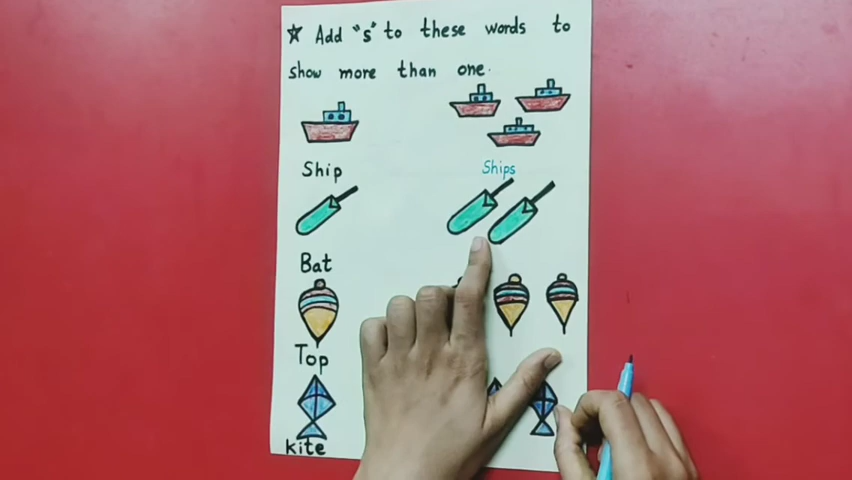 ☆ Add "s" to these words to
show more than one.
Ship Ships
Bat
Top
kite